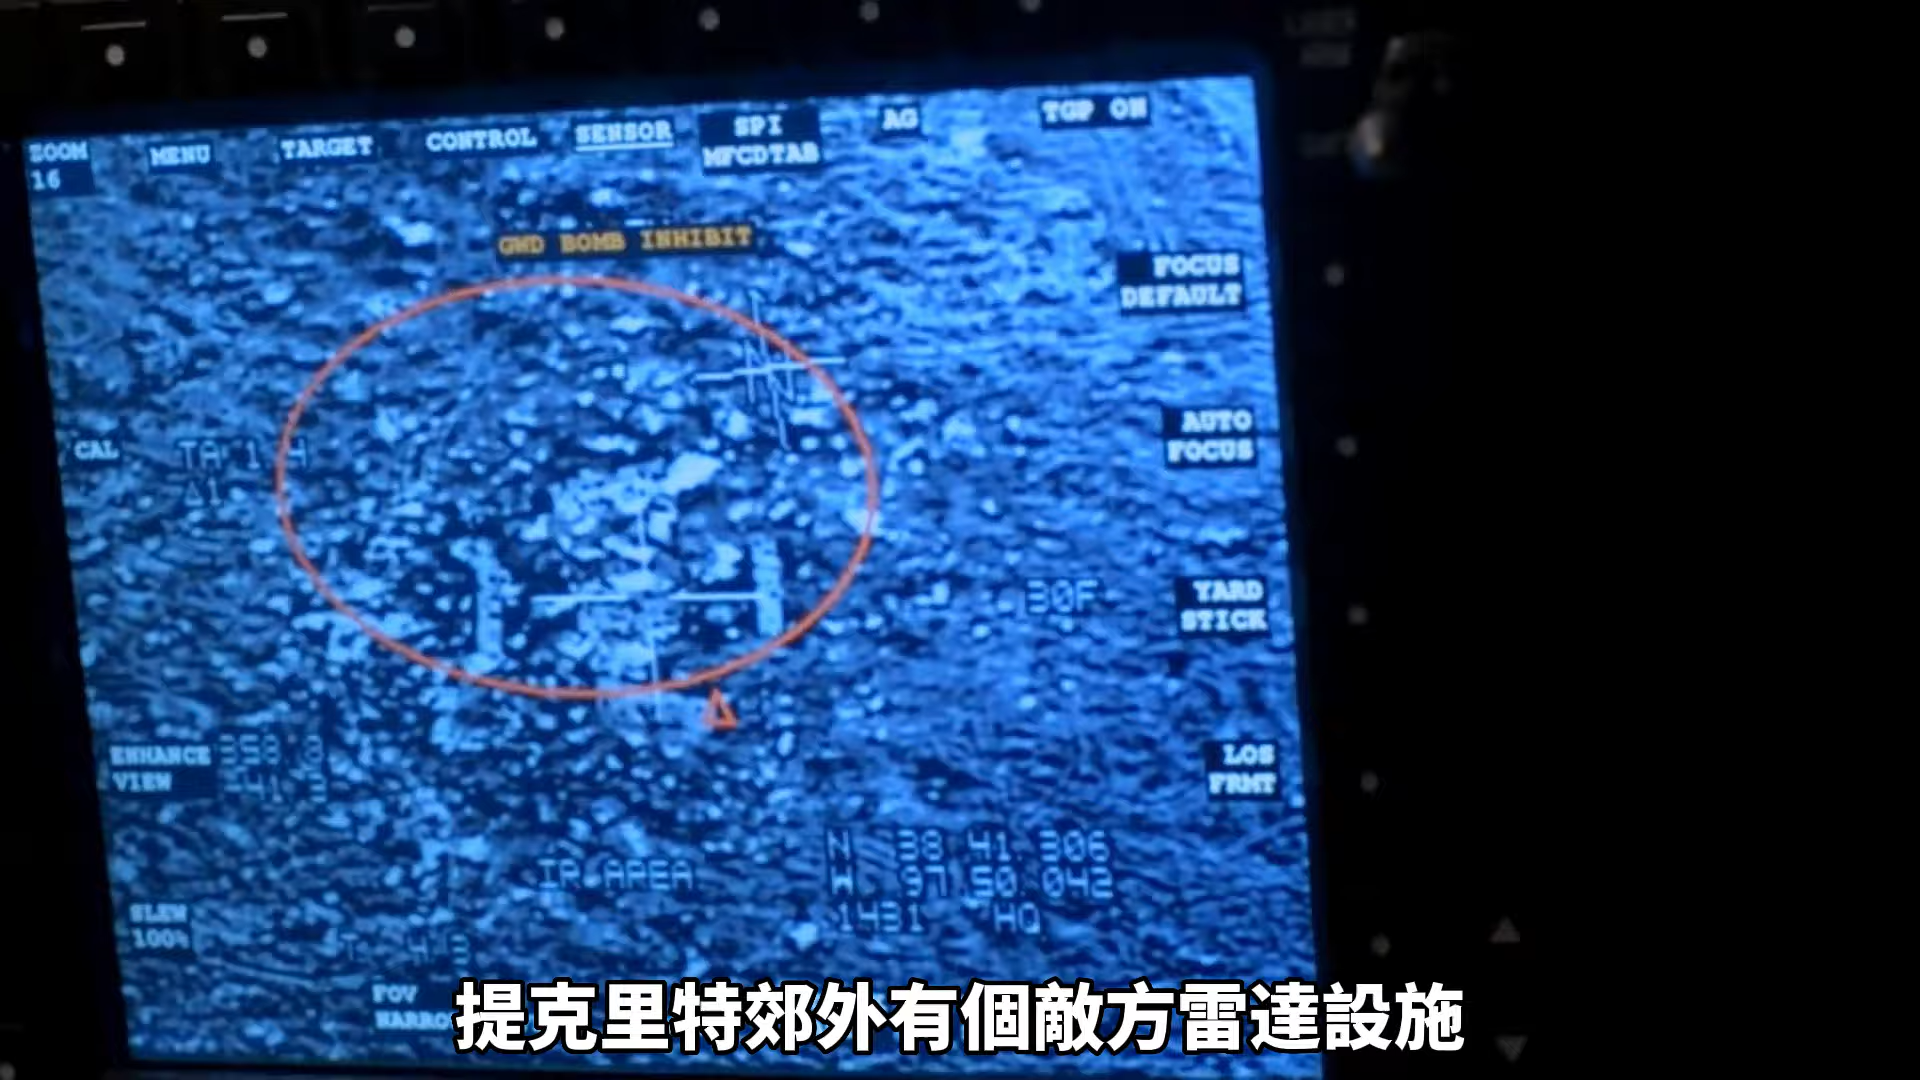 ZOOM
16
MENU
TARGET
CONTROL
SENSOR
SPI
MFCDTAB
AG
TGP ON
GND BOMB INHIBIT
FOCUS
DEFAULT
N
CAL
AUTO
FOCUS
30F
YARD
STICK
ENHANCE
VIEW
LOS
FRMT
IR AREA
N 38 41.306
W 97 50.042
1431 HQ
SLEW
100%
FOV
提克里特郊外有個敵方雷達設施